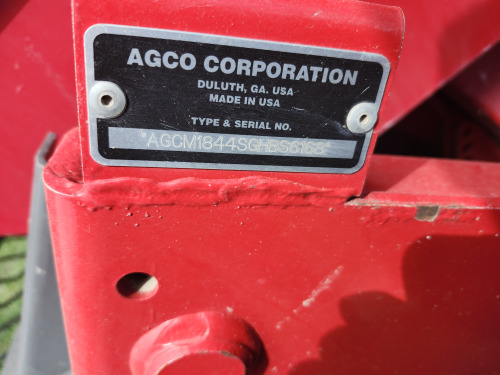 AGCO CORPORATION
DULUTH, GA. USA
MADE IN USA
TYPE & SERIAL NO.